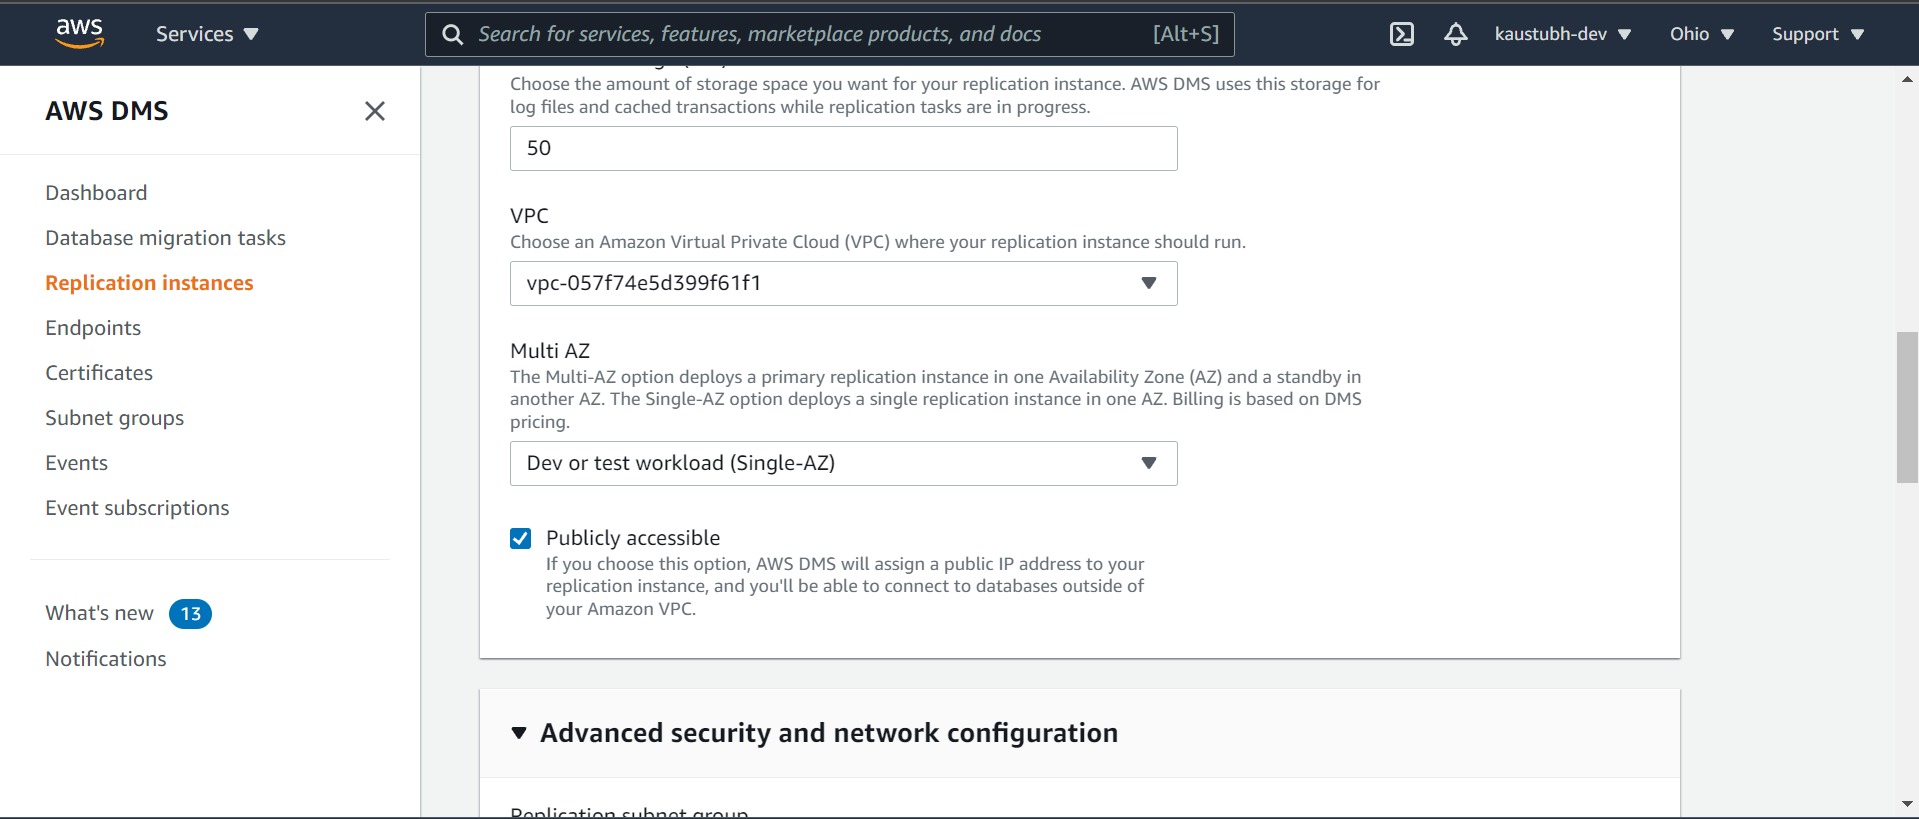 aws
Services
Search for services, features, marketplace products, and docs
[Alt+S]
kaustubh-dev
Ohio
Support
AWS DMS
Dashboard
Database migration tasks
Replication instances
Endpoints
Certificates
Subnet groups
Events
Event subscriptions
What's new 13
Notifications
Choose the amount of storage space you want for your replication instance. AWS DMS uses this storage for
log files and cached transactions while replication tasks are in progress.
50
VPC
Choose an Amazon Virtual Private Cloud (VPC) where your replication instance should run.
vpc-057f74e5d399f61f1
Multi AZ
The Multi-AZ option deploys a primary replication instance in one Availability Zone (AZ) and a standby in
another AZ. The Single-AZ option deploys a single replication instance in one AZ. Billing is based on DMS
pricing.
Dev or test workload (Single-AZ)
Publicly accessible
If you choose this option, AWS DMS will assign a public IP address to your
replication instance, and you'll be able to connect to databases outside of
your Amazon VPC.
Advanced security and network configuration
Replication subnet group